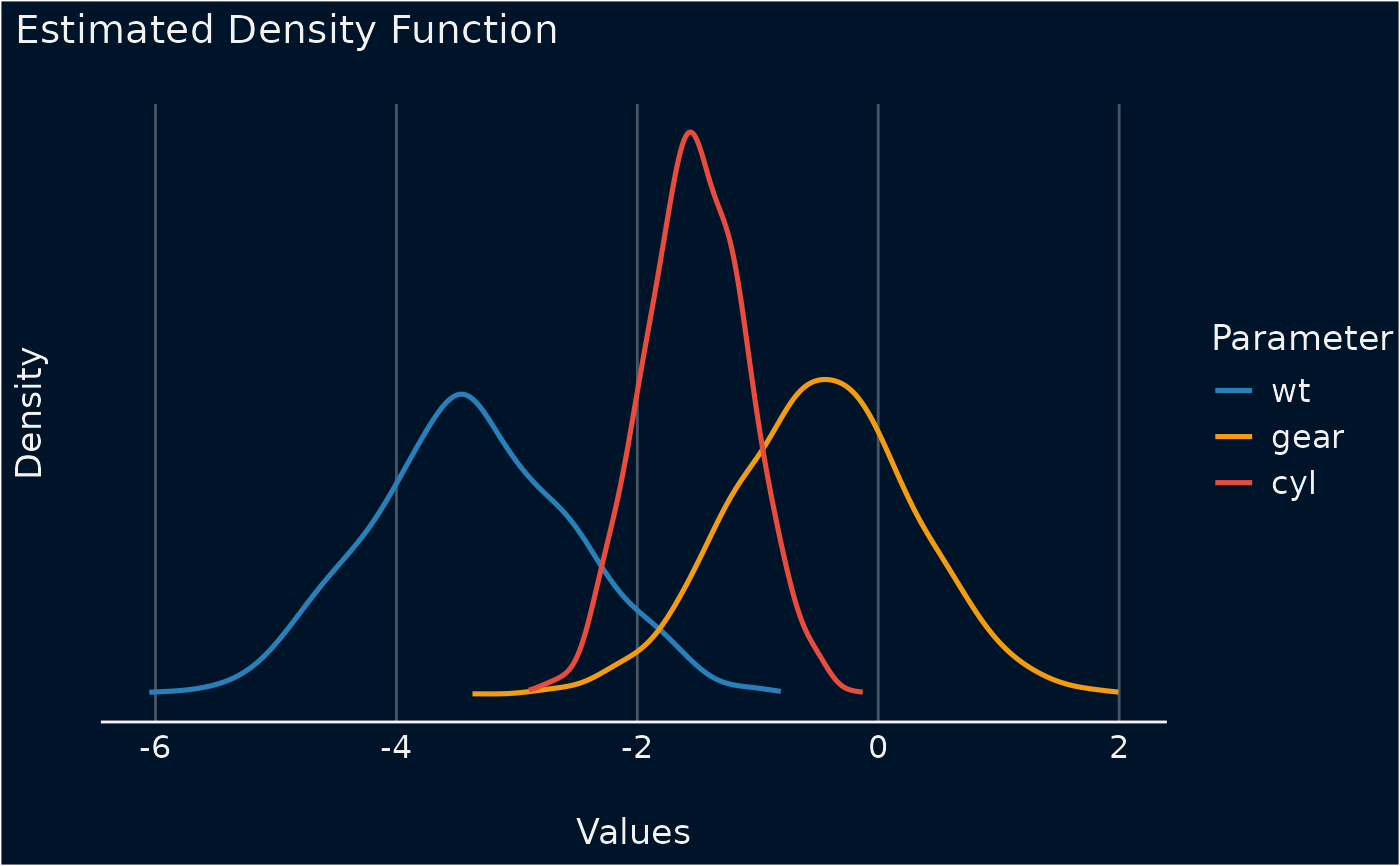 Estimated Density Function
Density
-6
-4
-2
0
2
Values
Parameter
wt
gear
cyl